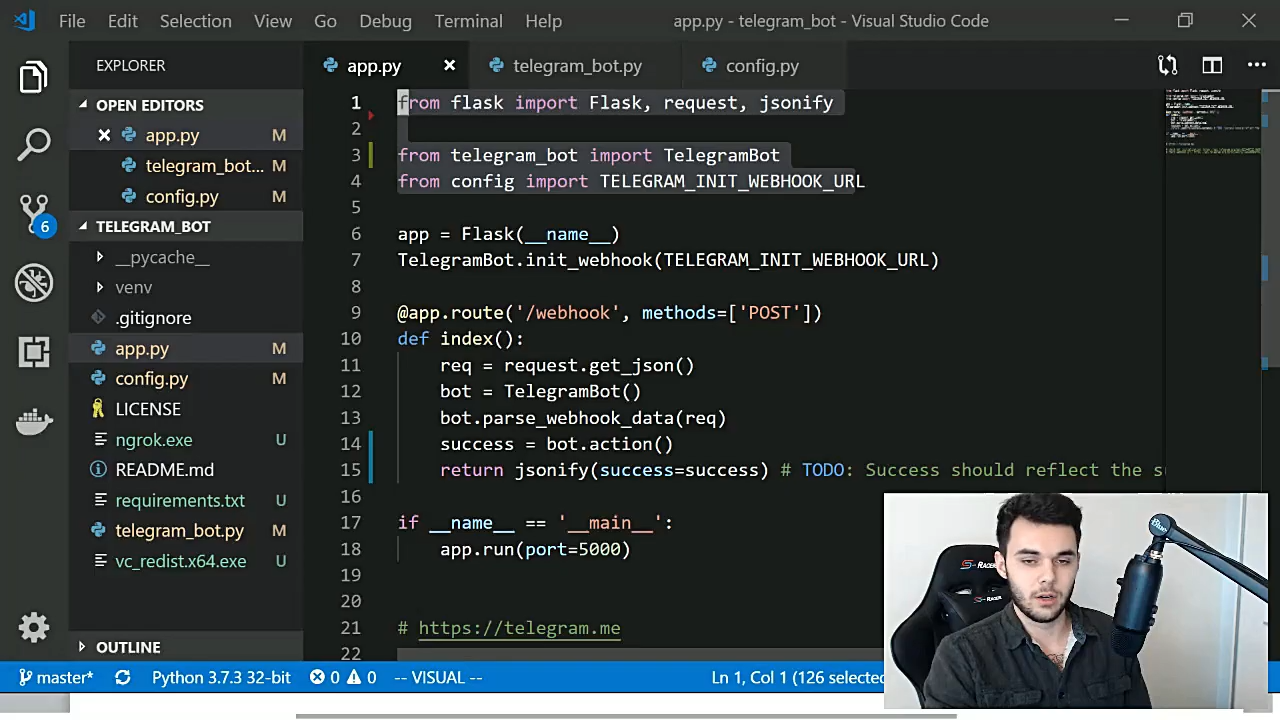 File Edit Selection View Go Debug Terminal Help app.py - telegram_bot - Visual Studio Code
EXPLORER
OPEN EDITORS
app.py M
telegram_bot... M
config.py M
TELEGRAM_BOT
__pycache__
venv
.gitignore
app.py M
config.py M
LICENSE
ngrok.exe U
README.md
requirements.txt U
telegram_bot.py M
vc_redist.x64.exe U
OUTLINE
6
app.py telegram_bot.py config.py
1 from flask import Flask, request, jsonify
2
3 from telegram_bot import TelegramBot
4 from config import TELEGRAM_INIT_WEBHOOK_URL
5
6 app = Flask(__name__)
7 TelegramBot.init_webhook(TELEGRAM_INIT_WEBHOOK_URL)
8
9 @app.route('/webhook', methods=['POST'])
10 def index():
11 req = request.get_json()
12 bot = TelegramBot()
13 bot.parse_webhook_data(req)
14 success = bot.action()
15 return jsonify(success=success) # TODO: Success should reflect the s
16
17 if __name__ == '__main__':
18 app.run(port=5000)
19
20
21 # https://telegram.me
22
Blue
S-RACER
master* Python 3.7.3 32-bit 0 0 -- VISUAL -- Ln 1, Col 1 (126 selected